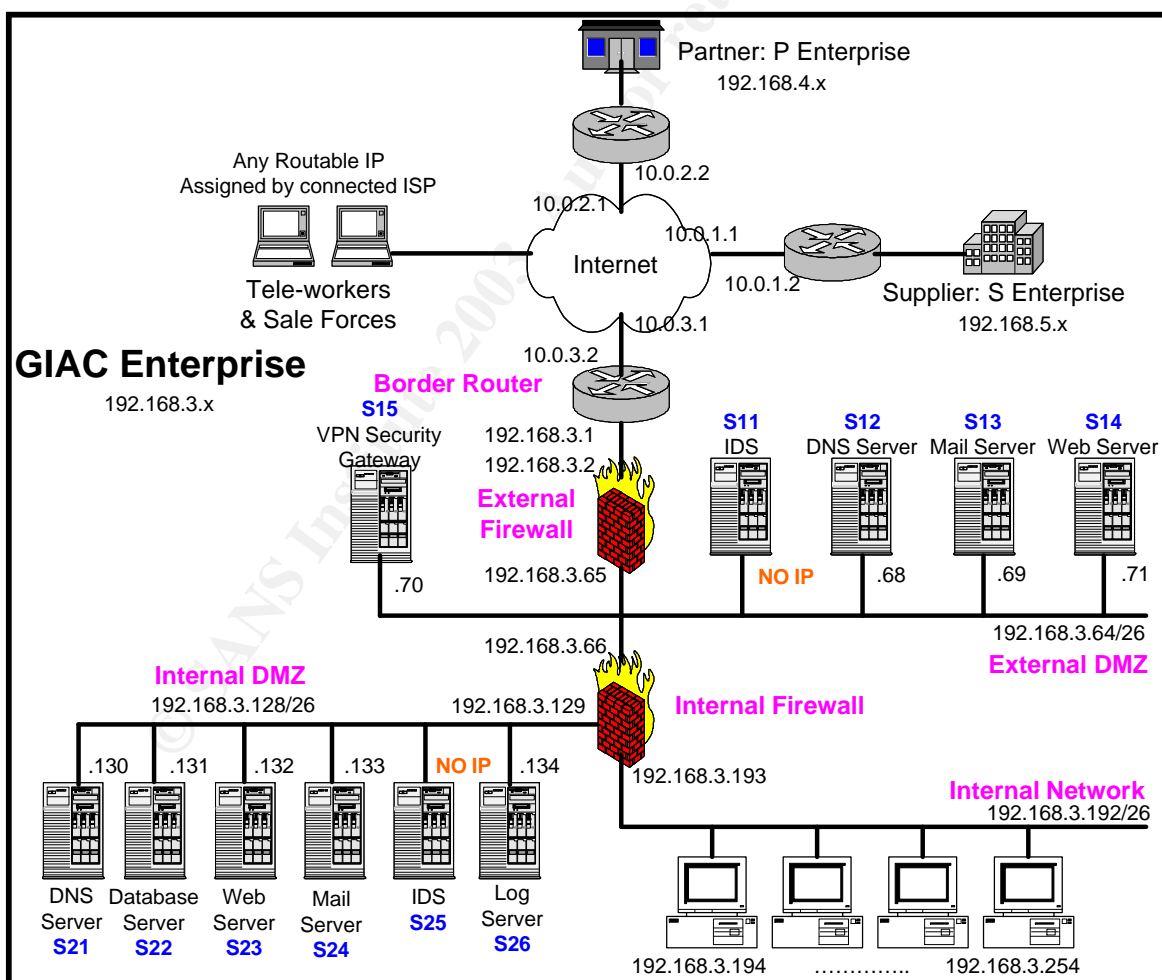 Partner: P Enterprise
192.168.4.x
Any Routable IP
Assigned by connected ISP
10.0.2.2
10.0.2.1
10.0.1.1
Internet
10.0.1.2
Tele-workers
& Sale Forces
Supplier: S Enterprise
192.168.5.x
10.0.3.1
GIAC Enterprise
192.168.3.x
10.0.3.2
Border Router
S15
VPN Security
Gateway
192.168.3.1
192.168.3.2
External
Firewall
S11
IDS
S12
DNS Server
S13
Mail Server
S14
Web Server
192.168.3.65
.70
NO IP
.68
.69
.71
192.168.3.64/26
External DMZ
192.168.3.66
Internal DMZ
192.168.3.128/26
192.168.3.129
Internal Firewall
.130
.131
.132
.133
NO IP
.134
192.168.3.193
Internal Network
192.168.3.192/26
DNS
Server
S21
Database
Server
S22
Web
Server
S23
Mail
Server
S24
IDS
S25
Log
Server
S26
192.168.3.194
…………..
192.168.3.254
© SANS Institute 2003